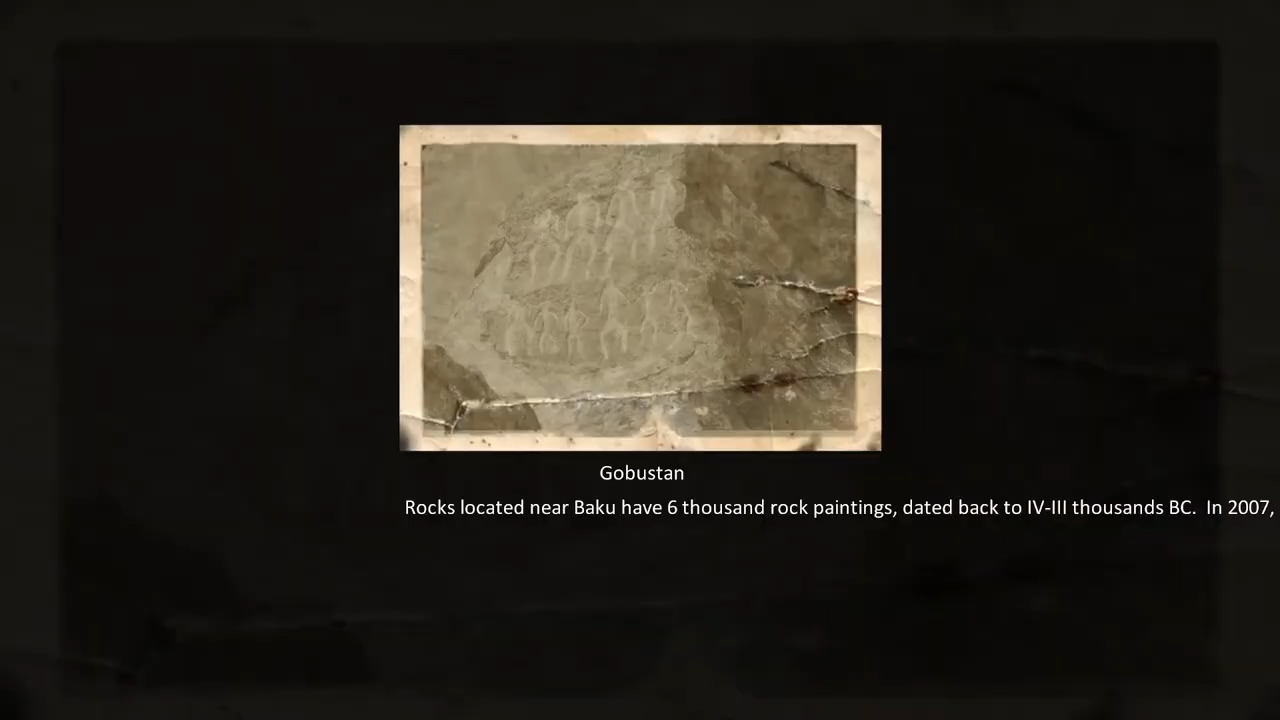 Gobustan
Rocks located near Baku have 6 thousand rock paintings, dated back to IV-III thousands BC.  In 2007,